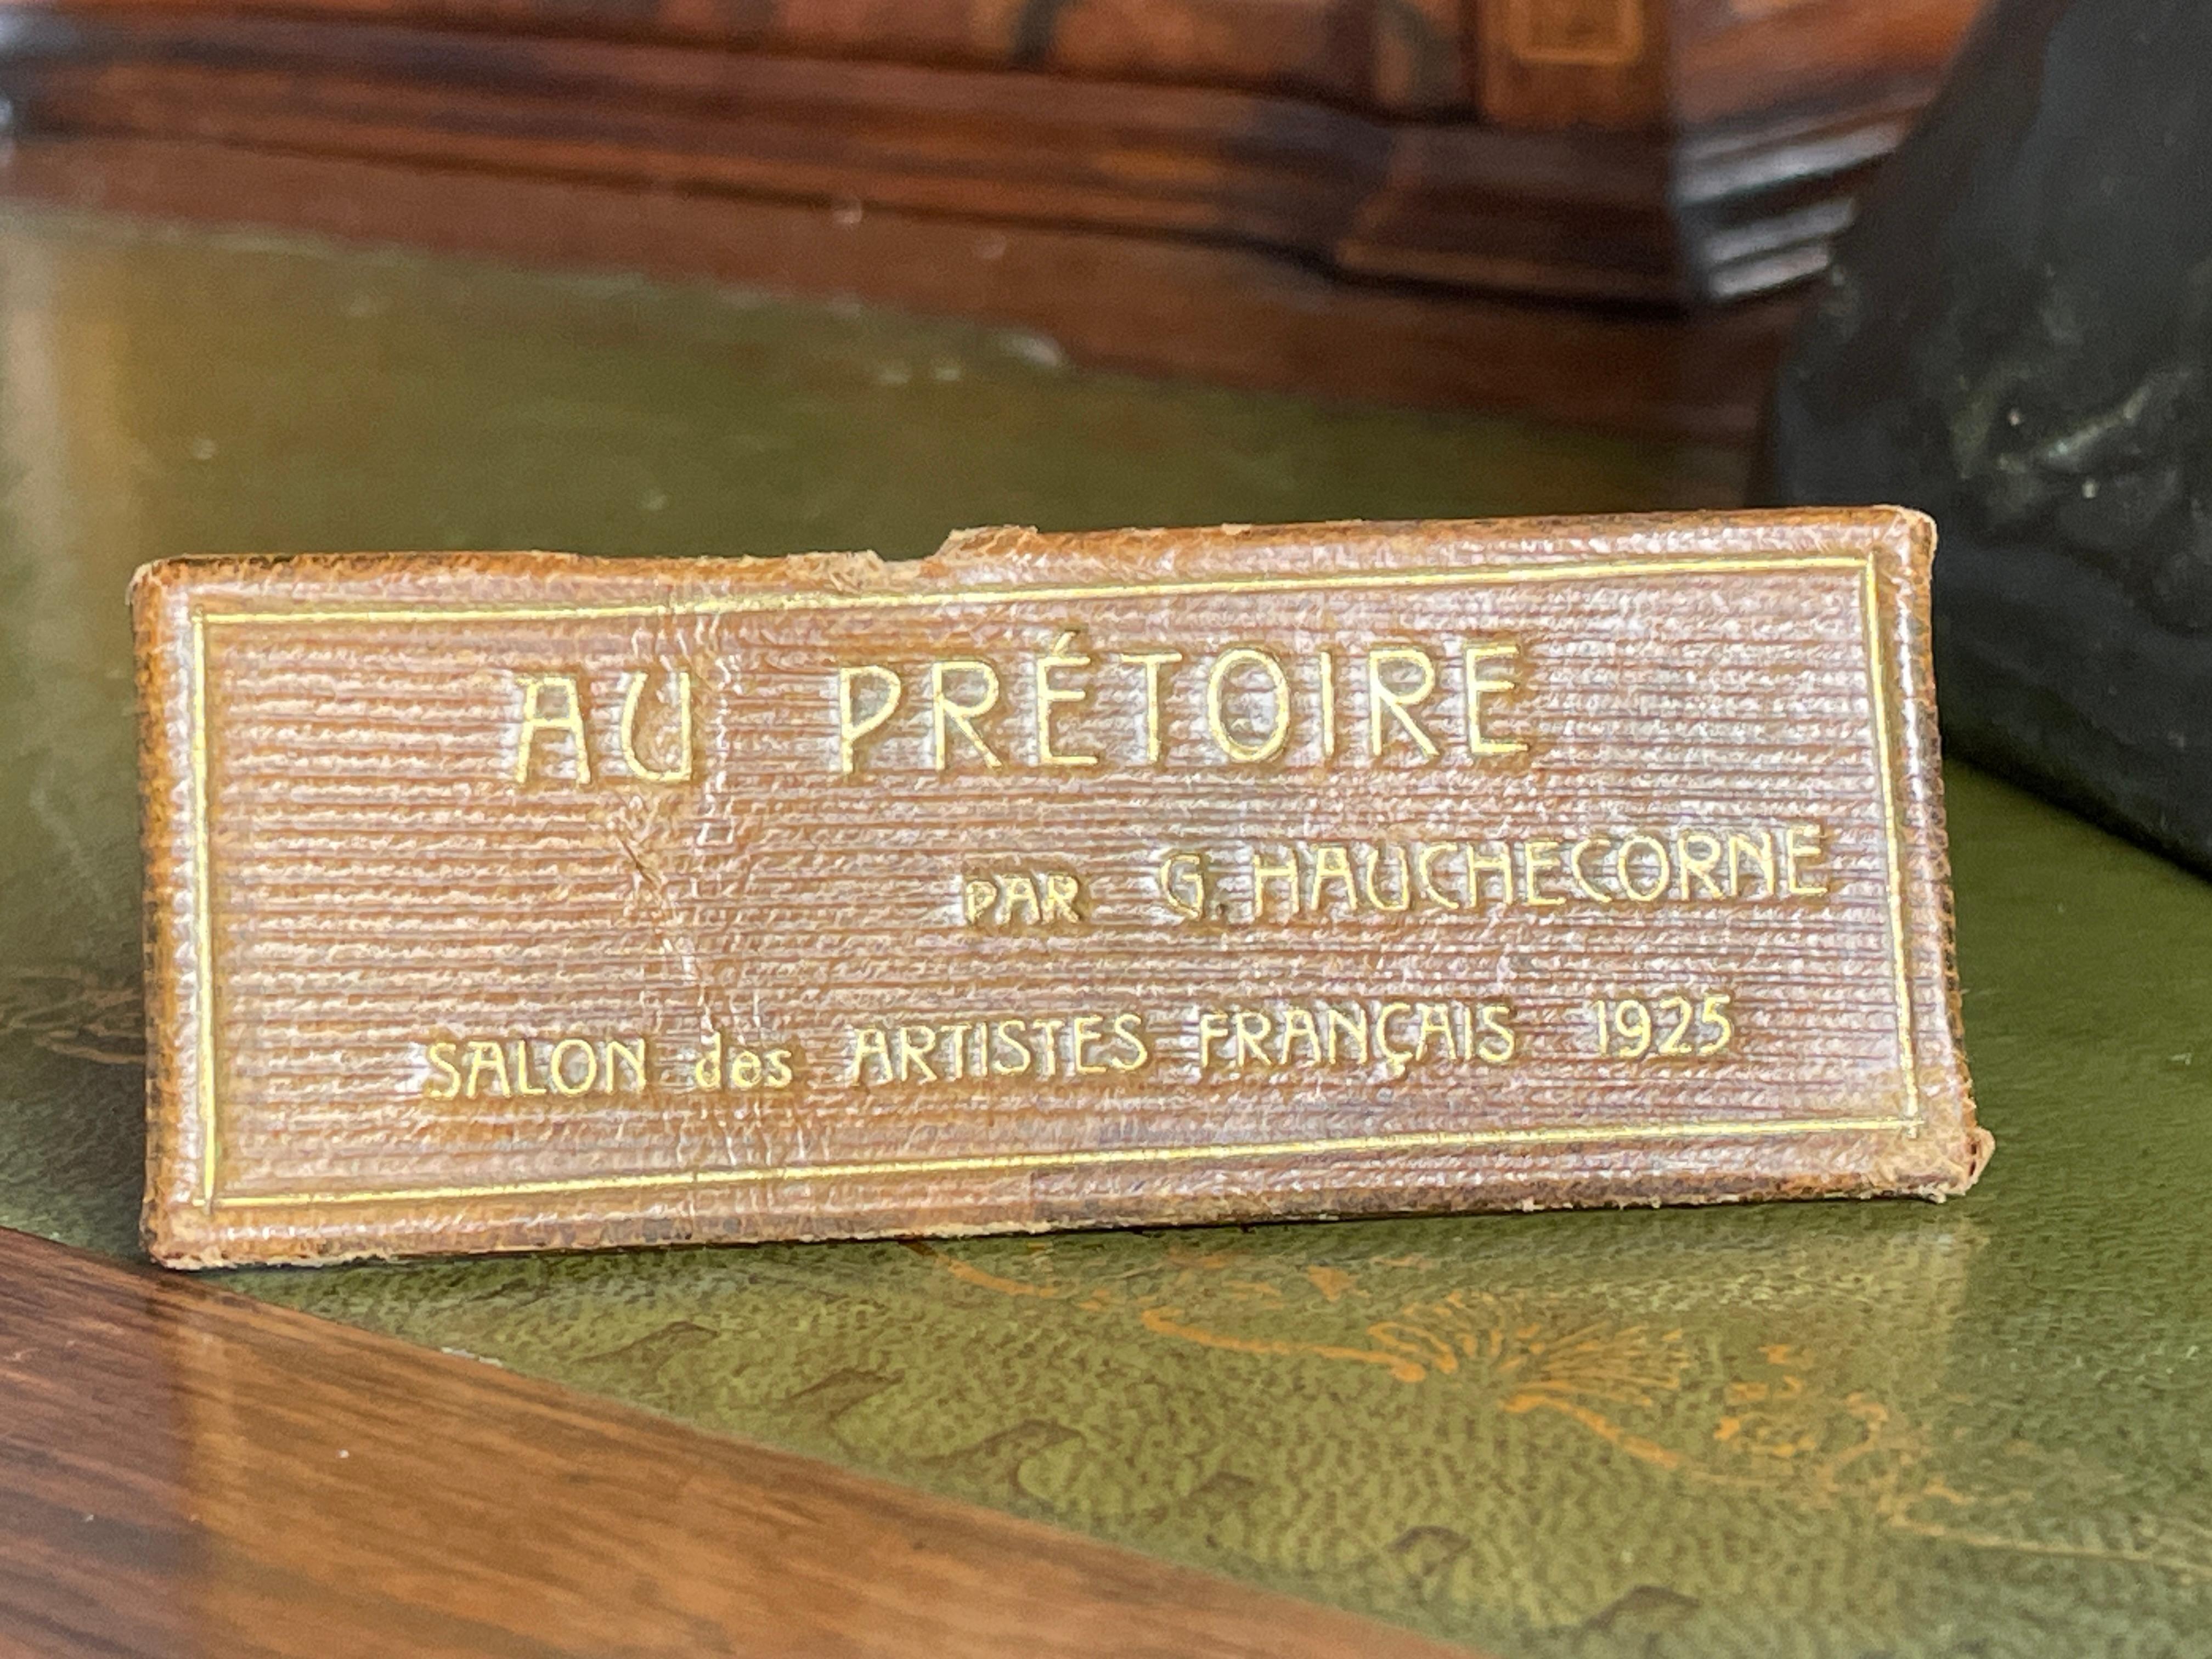 AU PRÉTOIRE
PAR G. HAUCHECORNE
SALON des ARTISTES FRANÇAIS 1925